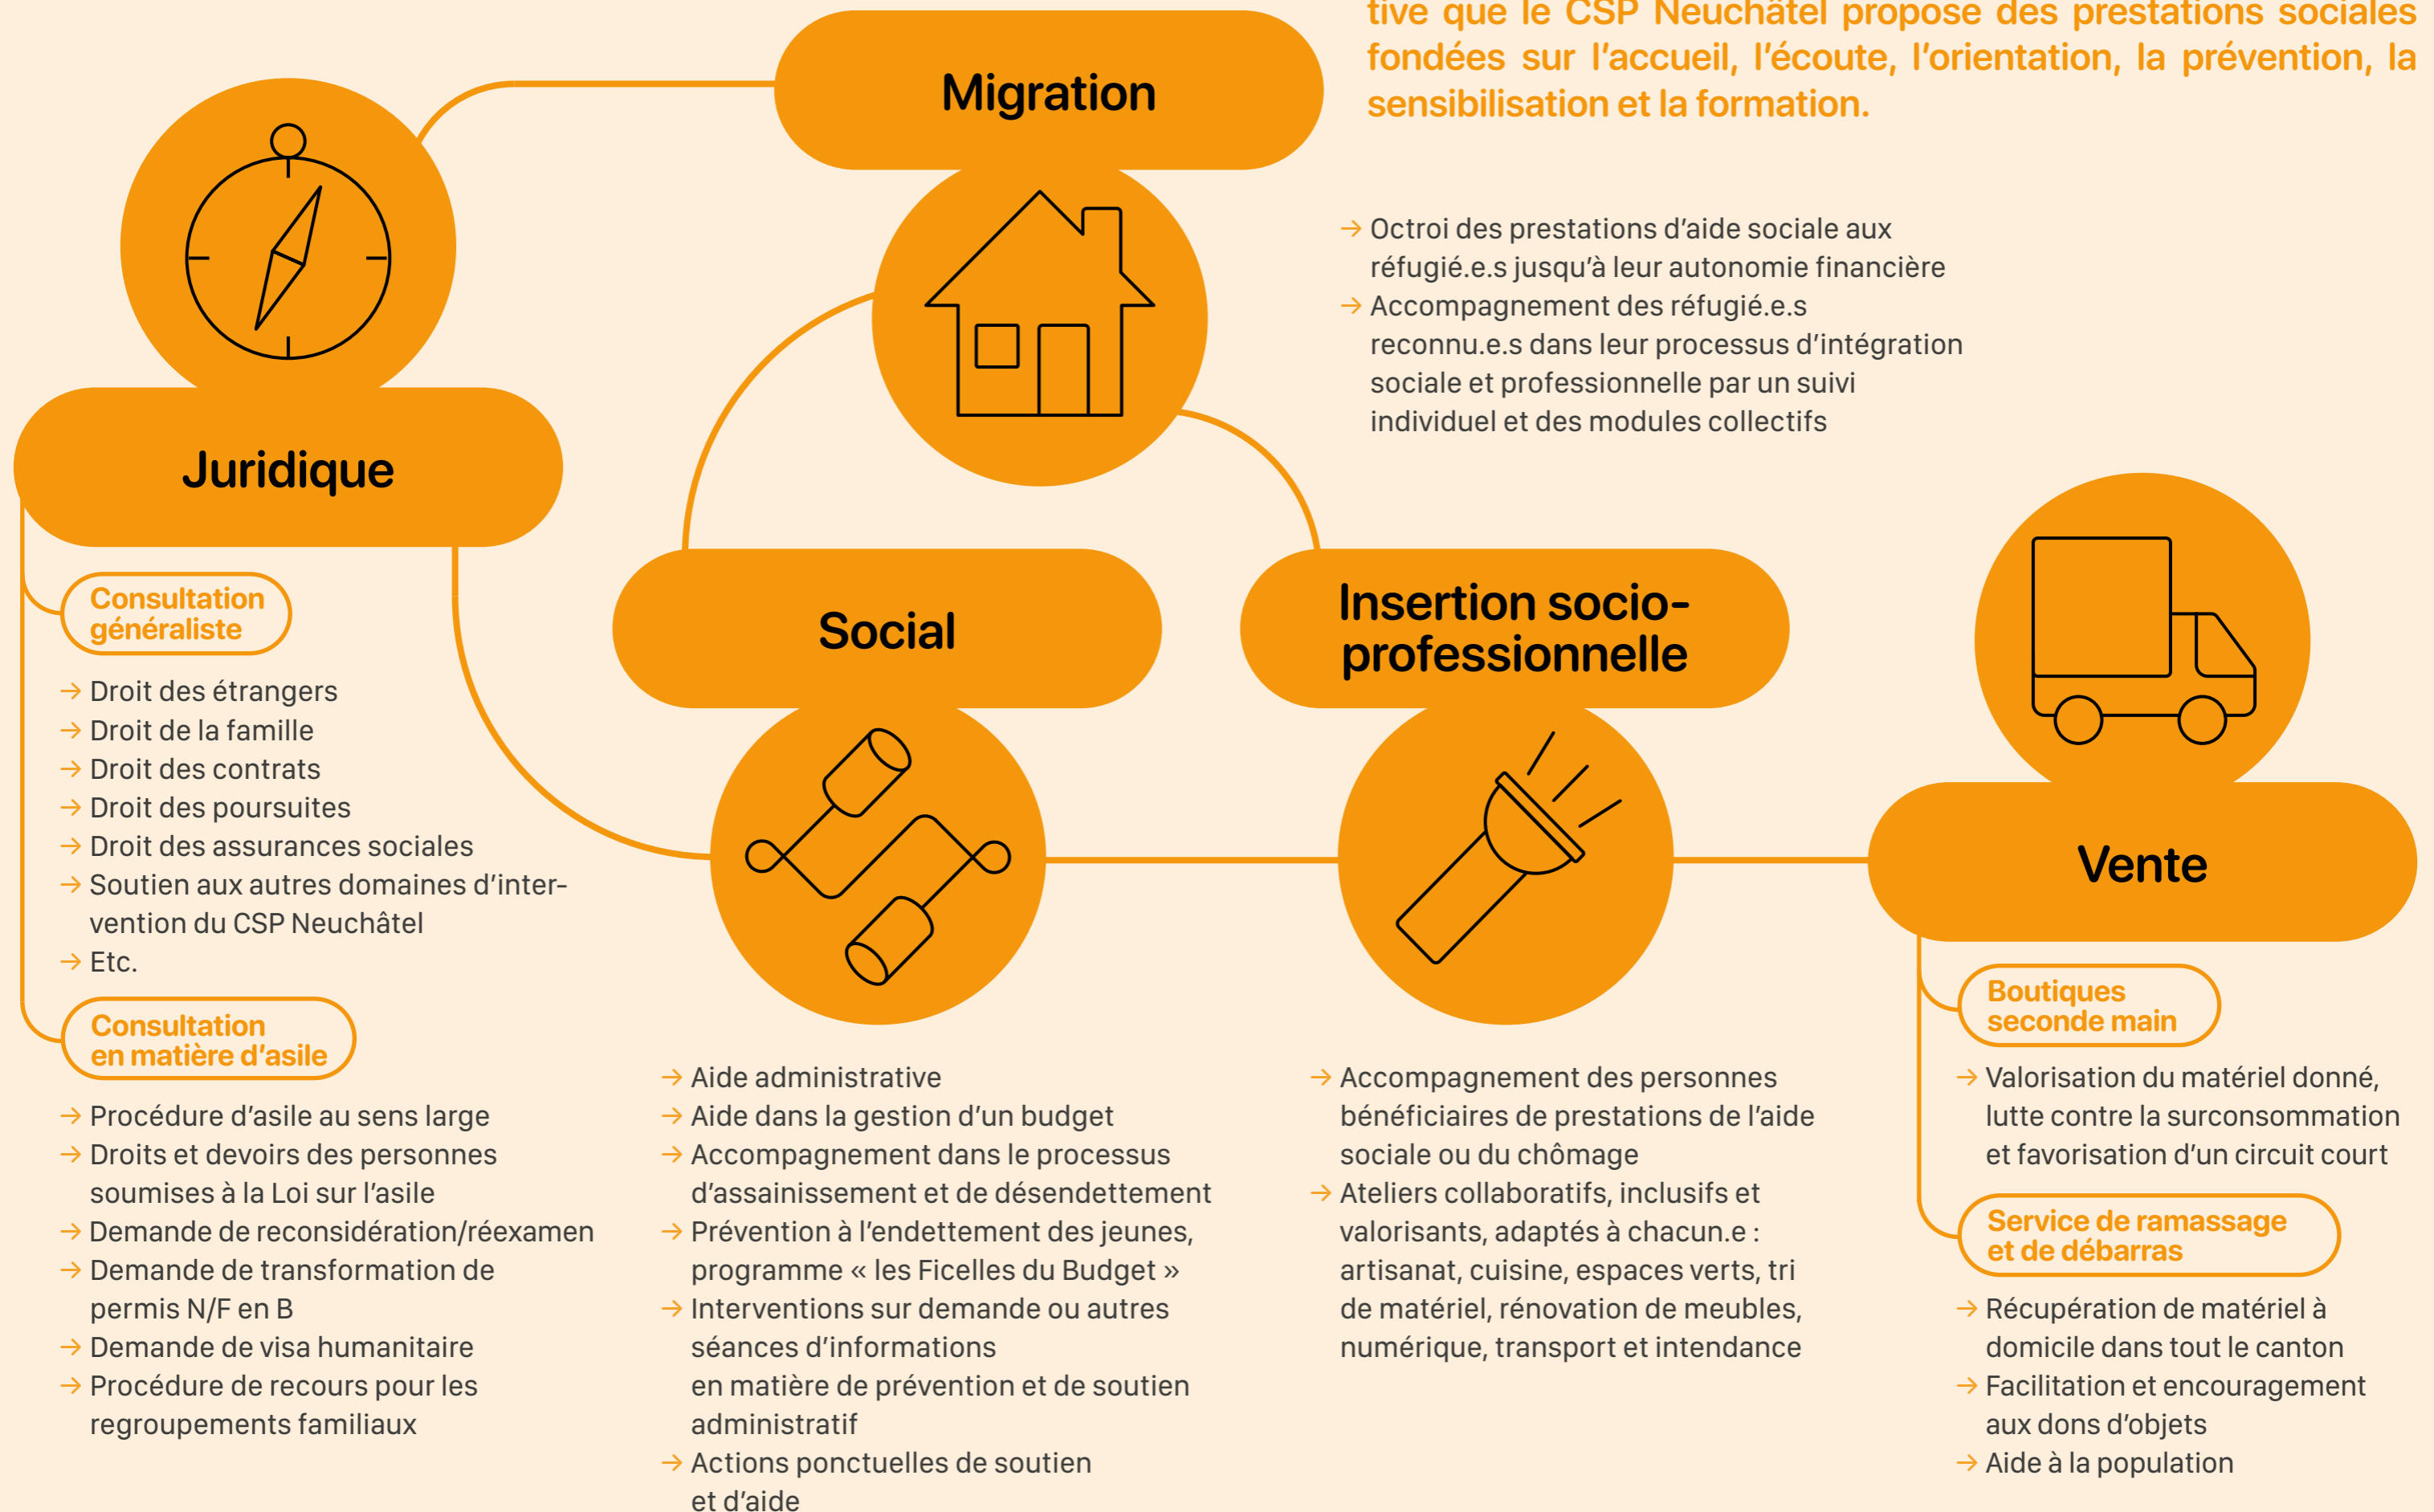 tive que le CSP Neuchâtel propose des prestations sociales
fondées sur l'accueil, l'écoute, l'orientation, la prévention, la
sensibilisation et la formation.
Migration
→ Octroi des prestations d'aide sociale aux
réfugié.e.s jusqu'à leur autonomie financière
→ Accompagnement des réfugié.e.s
reconnu.e.s dans leur processus d'intégration
sociale et professionnelle par un suivi
individuel et des modules collectifs
Juridique
Consultation
généraliste
→ Droit des étrangers
→ Droit de la famille
→ Droit des contrats
→ Droit des poursuites
→ Droit des assurances sociales
→ Soutien aux autres domaines d'inter-
vention du CSP Neuchâtel
→ Etc.
Consultation
en matière d'asile
→ Procédure d'asile au sens large
→ Droits et devoirs des personnes
soumises à la Loi sur l'asile
→ Demande de reconsidération/réexamen
→ Demande de transformation de
permis N/F en B
→ Demande de visa humanitaire
→ Procédure de recours pour les
regroupements familiaux
Social
→ Aide administrative
→ Aide dans la gestion d'un budget
→ Accompagnement dans le processus
d'assainissement et de désendettement
→ Prévention à l'endettement des jeunes,
programme « les Ficelles du Budget »
→ Interventions sur demande ou autres
séances d'informations
en matière de prévention et de soutien
administratif
→ Actions ponctuelles de soutien
et d'aide
Insertion socio-
professionnelle
→ Accompagnement des personnes
bénéficiaires de prestations de l'aide
sociale ou du chômage
→ Ateliers collaboratifs, inclusifs et
valorisants, adaptés à chacun.e :
artisanat, cuisine, espaces verts, tri
de matériel, rénovation de meubles,
numérique, transport et intendance
Vente
Boutiques
seconde main
→ Valorisation du matériel donné,
lutte contre la surconsommation
et favorisation d'un circuit court
Service de ramassage
et de débarras
→ Récupération de matériel à
domicile dans tout le canton
→ Facilitation et encouragement
aux dons d'objets
→ Aide à la population